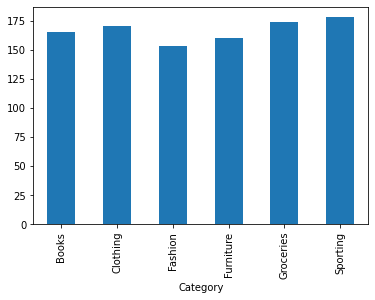 175
150
125
100
75
50
25
0
Books
Clothing
Fashion
Furniture
Groceries
Sporting
Category